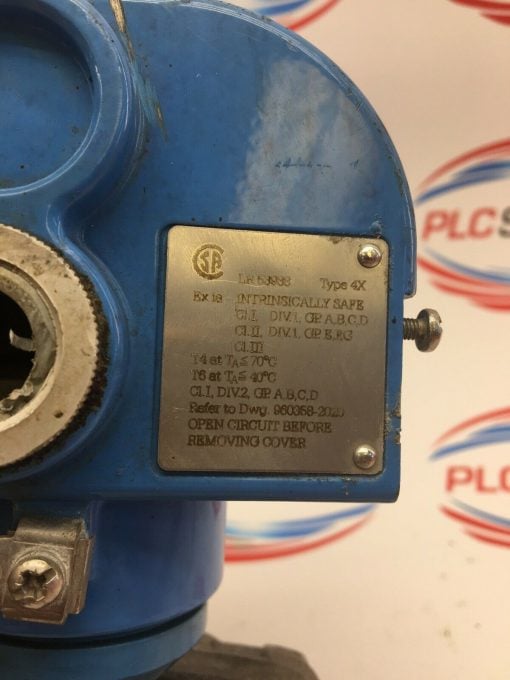 PLCS
SA
LR 53988 Type 4X
Ex ia - INTRINSICALLY SAFE
Cl.I, DIV.1, GP. A,B,C,D
Cl.II, DIV.1, GP. E,F,G
Cl.III
T4 at TA ≤ 70°C
T6 at TA ≤ 40°C
Cl.I, DIV.2, GP. A,B,C,D
Refer to Dwg. 960358-2020
OPEN CIRCUIT BEFORE
REMOVING COVER
PLC